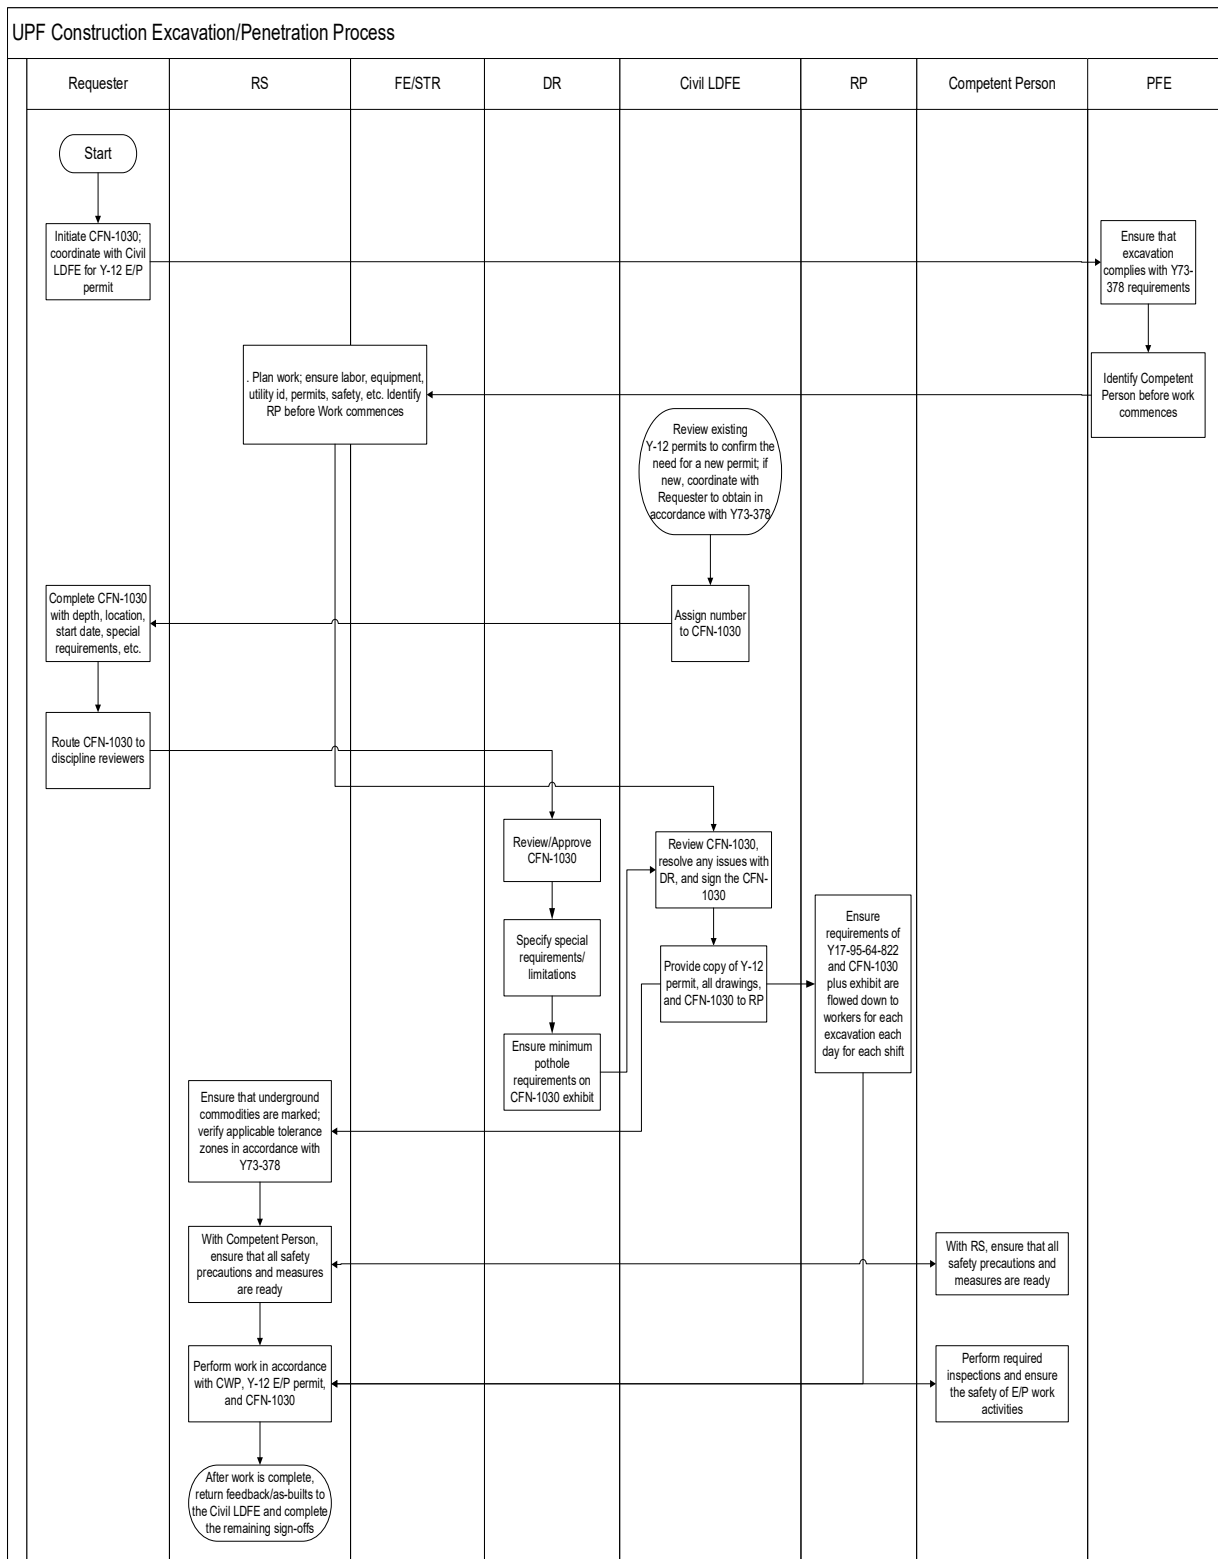 UPF Construction Excavation/Penetration Process
Requester
RS
FE/STR
DR
Civil LDFE
RP
Competent Person
PFE
Start
Initiate CFN-1030;
coordinate with Civil
LDFE for Y-12 E/P
permit
Ensure that
excavation
complies with Y73-
378 requirements
. Plan work; ensure labor, equipment,
utility id, permits, safety, etc. Identify
RP before Work commences
Identify Competent
Person before work
commences
Review existing
Y-12 permits to confirm the
need for a new permit; if
new, coordinate with
Requester to obtain in
accordance with Y73-378
Complete CFN-1030
with depth, location,
start date, special
requirements, etc.
Assign number
to CFN-1030
Route CFN-1030 to
discipline reviewers
Review/Approve
CFN-1030
Review CFN-1030,
resolve any issues with
DR, and sign the CFN-
1030
Specify special
requirements/
limitations
Provide copy of Y-12
permit, all drawings,
and CFN-1030 to RP
Ensure
requirements of
Y17-95-64-822
and CFN-1030
plus exhibit are
flowed down to
workers for each
excavation each
day for each shift
Ensure minimum
pothole
requirements on
CFN-1030 exhibit
Ensure that underground
commodities are marked;
verify applicable tolerance
zones in accordance with
Y73-378
With Competent Person,
ensure that all safety
precautions and measures
are ready
With RS, ensure that all
safety precautions and
measures are ready
Perform work in accordance
with CWP, Y-12 E/P permit,
and CFN-1030
Perform required
inspections and ensure
the safety of E/P work
activities
After work is complete,
return feedback/as-builts to
the Civil LDFE and complete
the remaining sign-offs